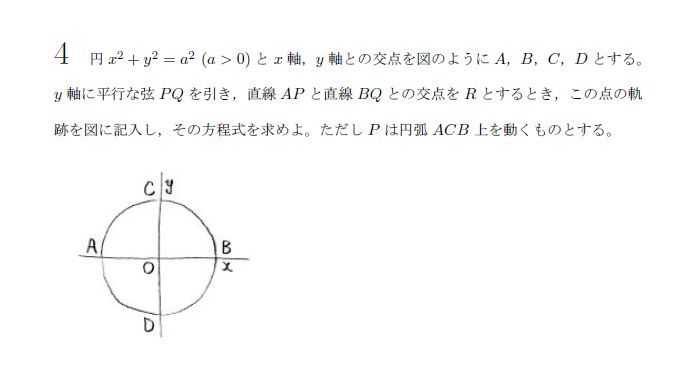 4 円 x² + y² = a² (a > 0) と x 軸，y 軸との交点を図のように A，B，C，D とする。
y 軸に平行な弦 PQ を引き，直線 AP と直線 BQ との交点を R とするとき，この点の軌
跡を図に記入し，その方程式を求めよ。ただし P は円弧 ACB 上を動くものとする。
C y
A B
O x
D